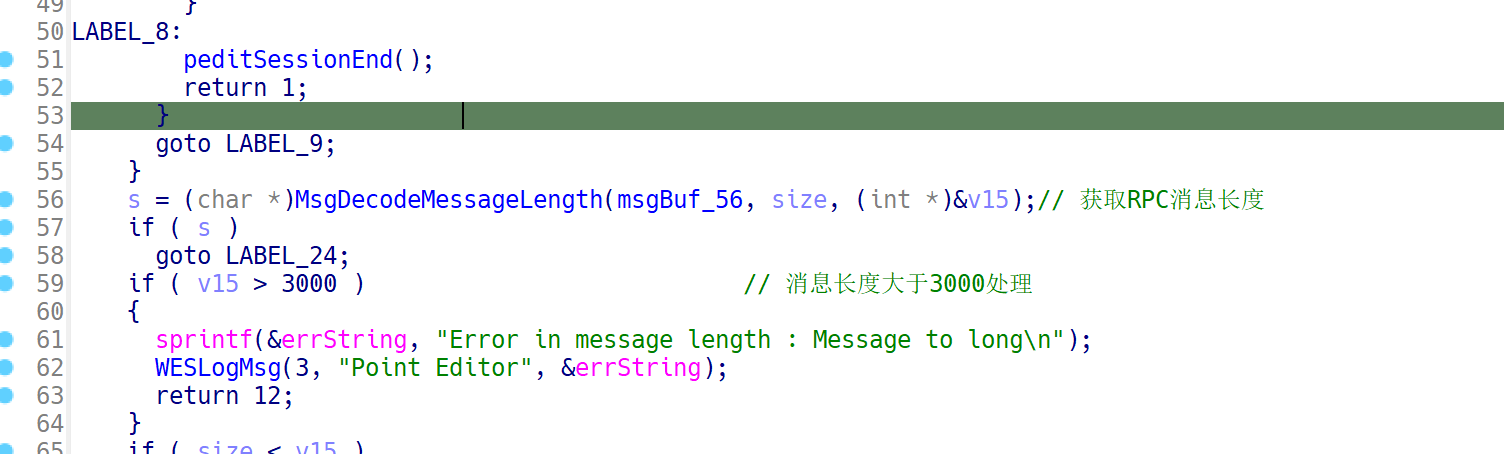 49 }
50 LABEL_8:
51 peditSessionEnd();
52 return 1;
53 }
54 goto LABEL_9;
55 }
56 s = (char *)MsgDecodeMessageLength(msgBuf_56, size, (int *)&v15);// 获取RPC消息长度
57 if ( s )
58 goto LABEL_24;
59 if ( v15 > 3000 ) // 消息长度大于3000处理
60 {
61 sprintf(&errString, "Error in message length : Message to long\n");
62 WESLogMsg(3, "Point Editor", &errString);
63 return 12;
64 }
65 if ( size < v15 )